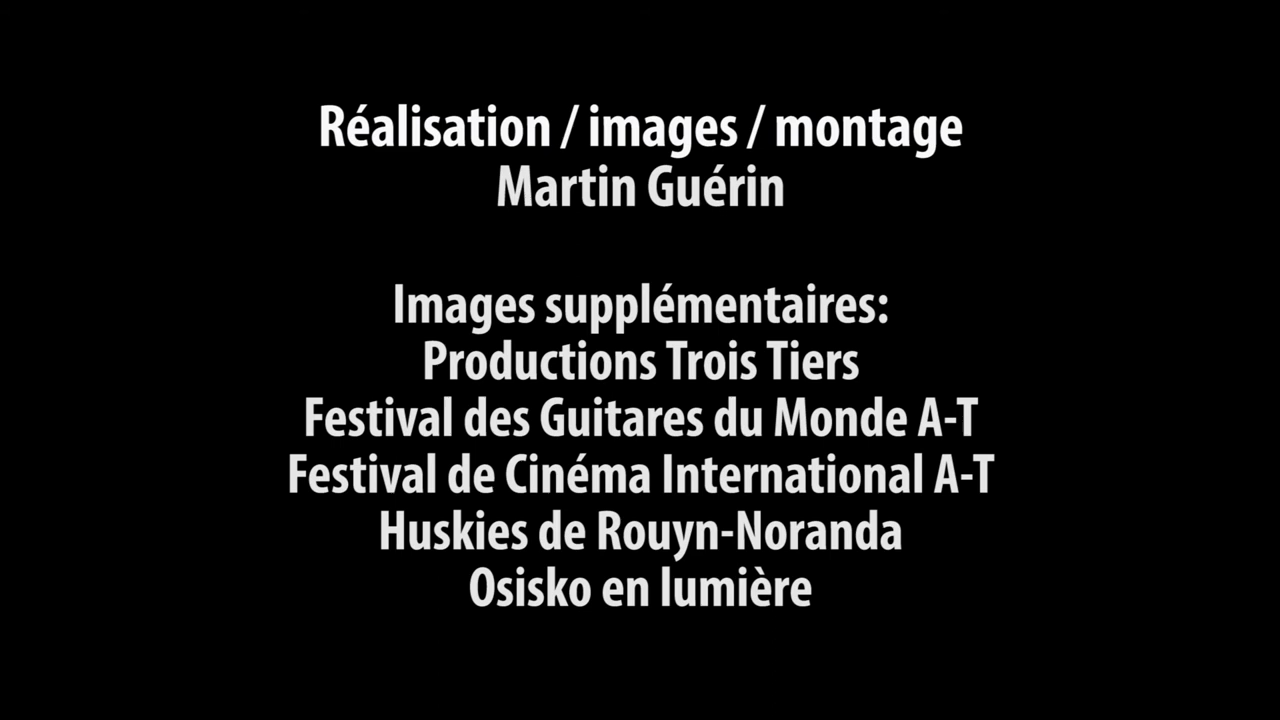 Réalisation / images / montage
Martin Guérin
Images supplémentaires:
Productions Trois Tiers
Festival des Guitares du Monde A-T
Festival de Cinéma International A-T
Huskies de Rouyn-Noranda
Osisko en lumière